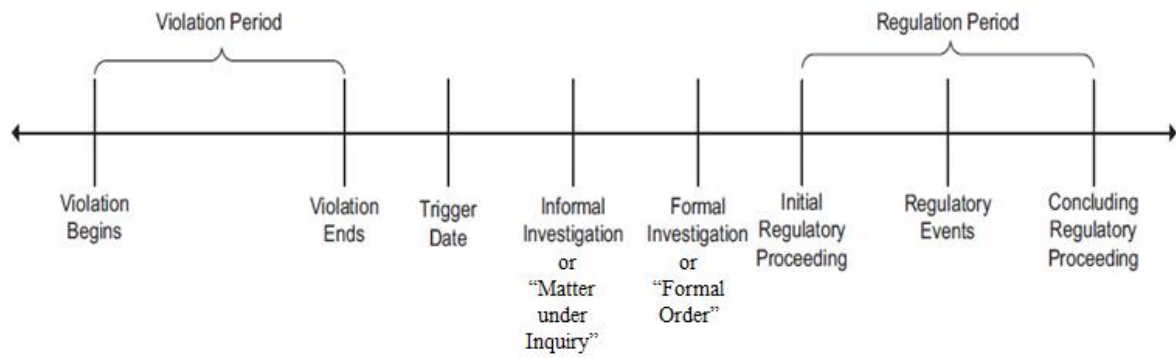 Violation Period
Regulation Period
Violation
Begins
Violation
Ends
Trigger
Date
Informal
Investigation
or
“Matter
under
Inquiry”
Formal
Investigation
or
“Formal
Order”
Initial
Regulatory
Proceeding
Regulatory
Events
Concluding
Regulatory
Proceeding